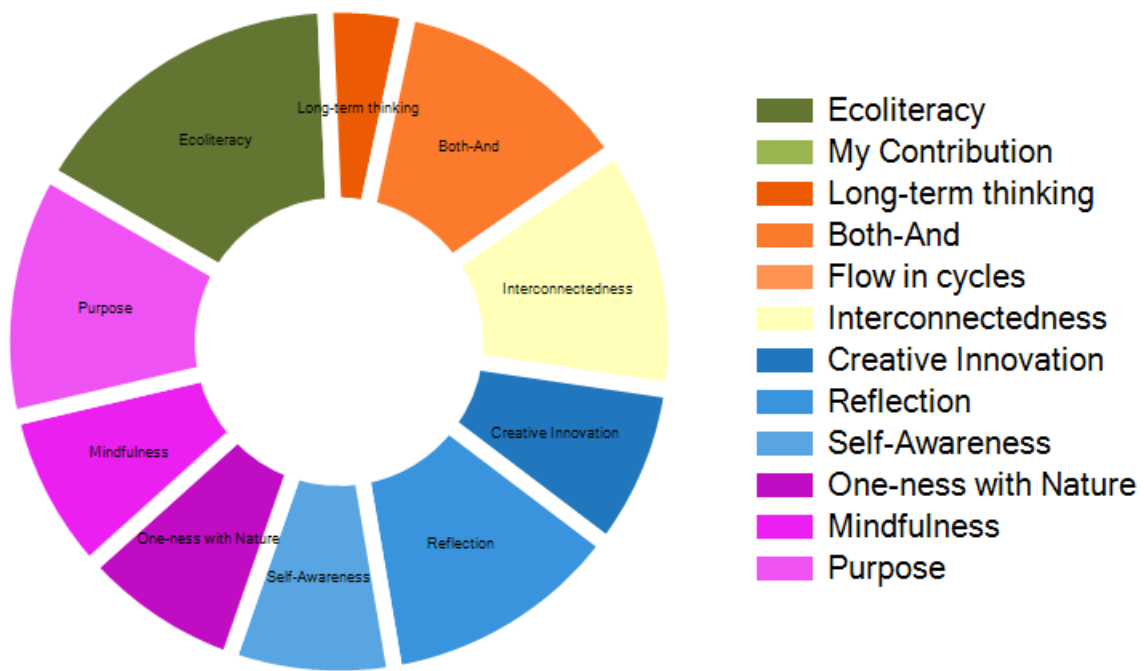 Long-term thinking
Both-And
Interconnectedness
Creative Innovation
Reflection
Self-Awareness
One-ness with Nature
Mindfulness
Purpose
Ecoliteracy
Ecoliteracy
My Contribution
Long-term thinking
Both-And
Flow in cycles
Interconnectedness
Creative Innovation
Reflection
Self-Awareness
One-ness with Nature
Mindfulness
Purpose